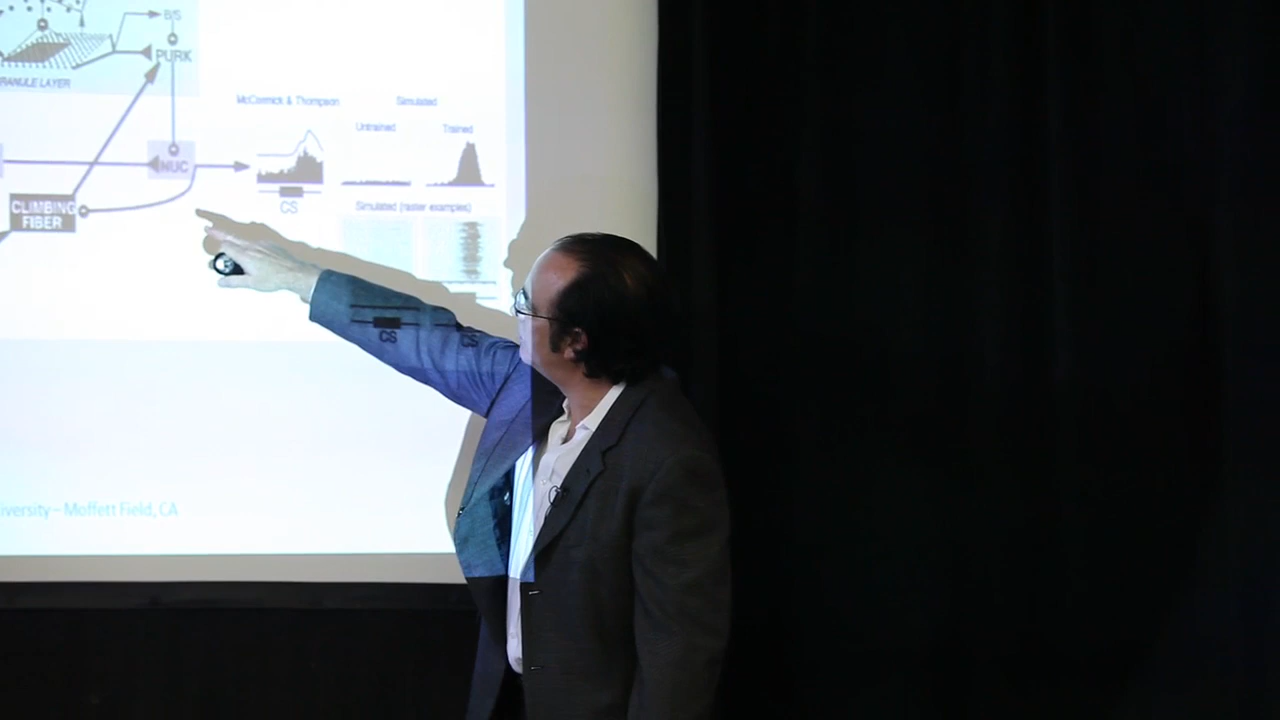 B/S
PURK
RANULE LAYER
McCormick & Thompson
Simulated
Untrained
Trained
NUC
CS
Simulated (raster examples)
CLIMBING
FIBER
CS
CS
iversity – Moffett Field, CA